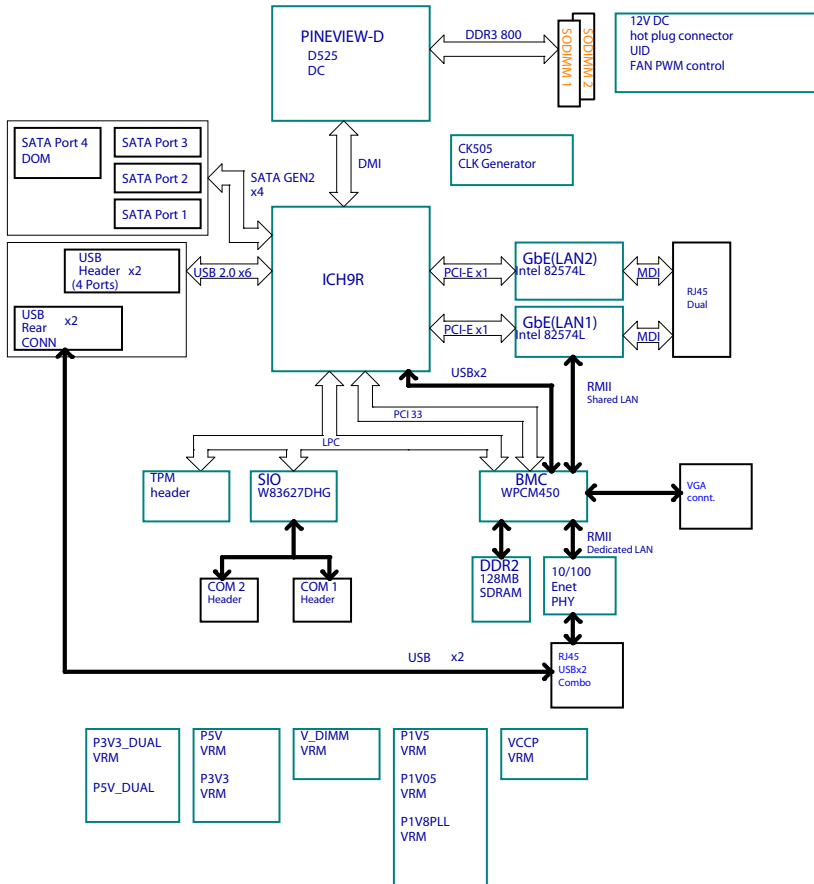 PINEVIEW-D
D525
DC
DDR3 800
SODIMM 1
SODIMM 2
12V DC
hot plug connector
UID
FAN PWM control
SATA Port 4
DOM
SATA Port 3
SATA Port 2
SATA Port 1
SATA GEN2
x4
DMI
CK505
CLK Generator
USB
Header x2
(4 Ports)
USB 2.0 x6
USB
Rear x2
CONN
ICH9R
PCI-E x1
GbE(LAN2)
Intel 82574L
MDI
RJ45
Dual
PCI-E x1
GbE(LAN1)
Intel 82574L
MDI
USBx2
RMII
Shared LAN
PCI 33
LPC
TPM
header
SIO
W83627DHG
BMC
WPCM450
VGA
connt.
RMII
Dedicated LAN
COM 2
Header
COM 1
Header
DDR2
128MB
SDRAM
10/100
Enet
PHY
USB x2
RJ45
USBx2
Combo
P3V3_DUAL
VRM
P5V_DUAL
P5V
VRM
P3V3
VRM
V_DIMM
VRM
P1V5
VRM
P1V05
VRM
P1V8PLL
VRM
VCCP
VRM